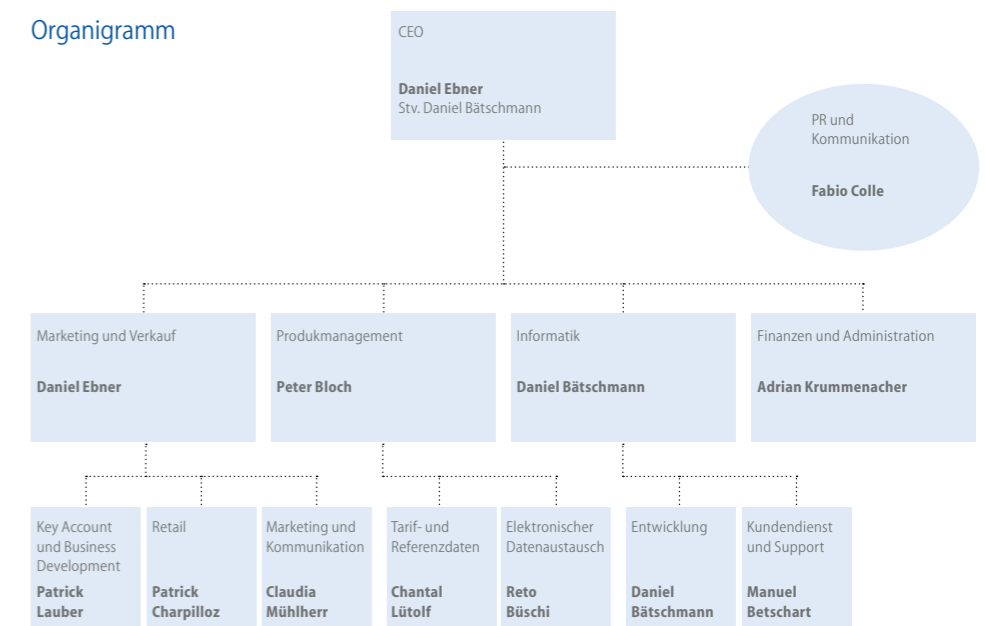 Organigramm
CEO
Daniel Ebner
Stv. Daniel Bätschmann
PR und
Kommunikation
Fabio Colle
Marketing und Verkauf
Daniel Ebner
Produkmanagement
Peter Bloch
Informatik
Daniel Bätschmann
Finanzen und Administration
Adrian Krummenacher
Key Account
und Business
Development
Patrick
Lauber
Retail
Patrick
Charpilloz
Marketing und
Kommunikation
Claudia
Mühlherr
Tarif- und
Referenzdaten
Chantal
Lütolf
Elektronischer
Datenaustausch
Reto
Büschi
Entwicklung
Daniel
Bätschmann
Kundendienst
und Support
Manuel
Betschart